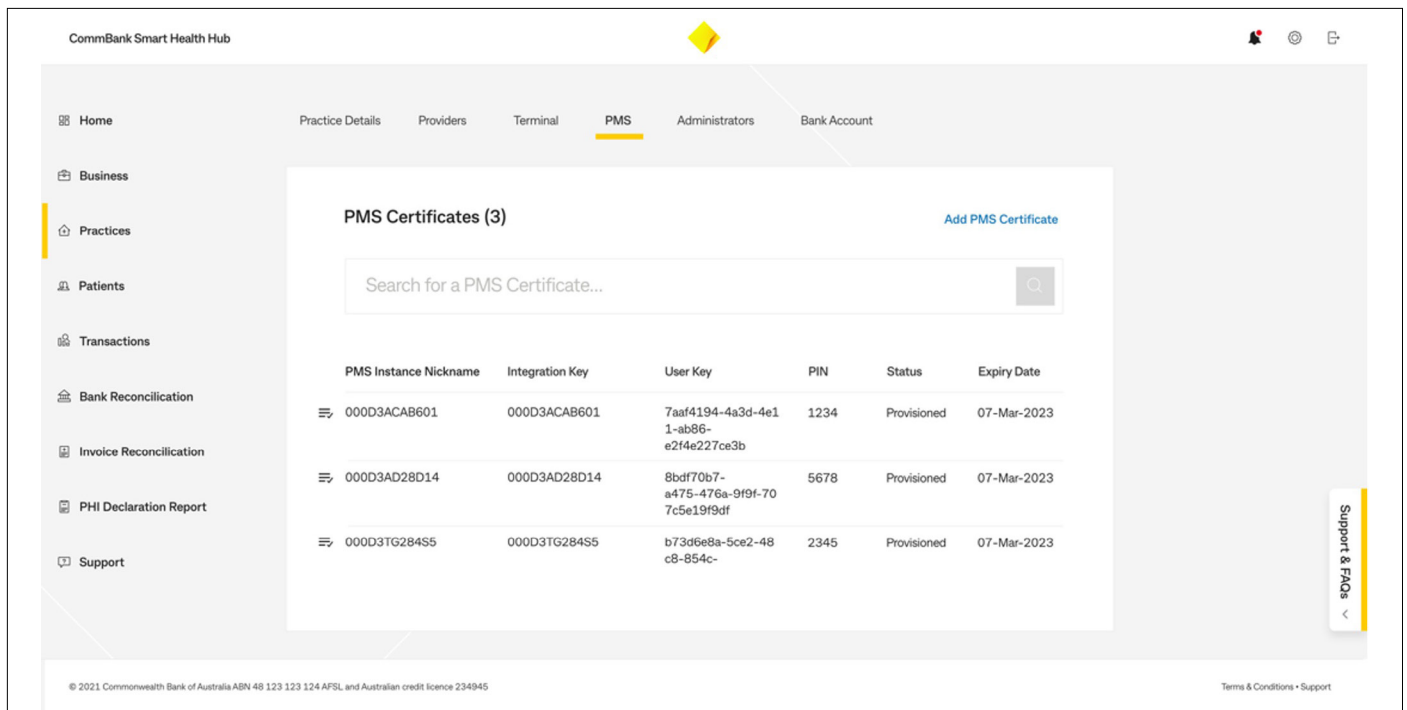 CommBank Smart Health Hub
Home
Business
Practices
Patients
Transactions
Bank Reconcilication
Invoice Reconcilication
PHI Declaration Report
Support
Practice Details Providers Terminal PMS Administrators Bank Account
PMS Certificates (3) Add PMS Certificate
Search for a PMS Certificate...
PMS Instance Nickname Integration Key User Key PIN Status Expiry Date
000D3ACAB601 000D3ACAB601 7aaf4194-4a3d-4e1 1234 Provisioned 07-Mar-2023
1-ab86-
e2f4e227ce3b
000D3AD28D14 000D3AD28D14 8bdf70b7- 5678 Provisioned 07-Mar-2023
a475-476a-9f9f-70
7c5e19f9df
000D3TG284S5 000D3TG284S5 b73d6e8a-5ce2-48 2345 Provisioned 07-Mar-2023
c8-854c-
Support & FAQs
© 2021 Commonwealth Bank of Australia ABN 48 123 123 124 AFSL and Australian credit licence 234945
Terms & Conditions • Support